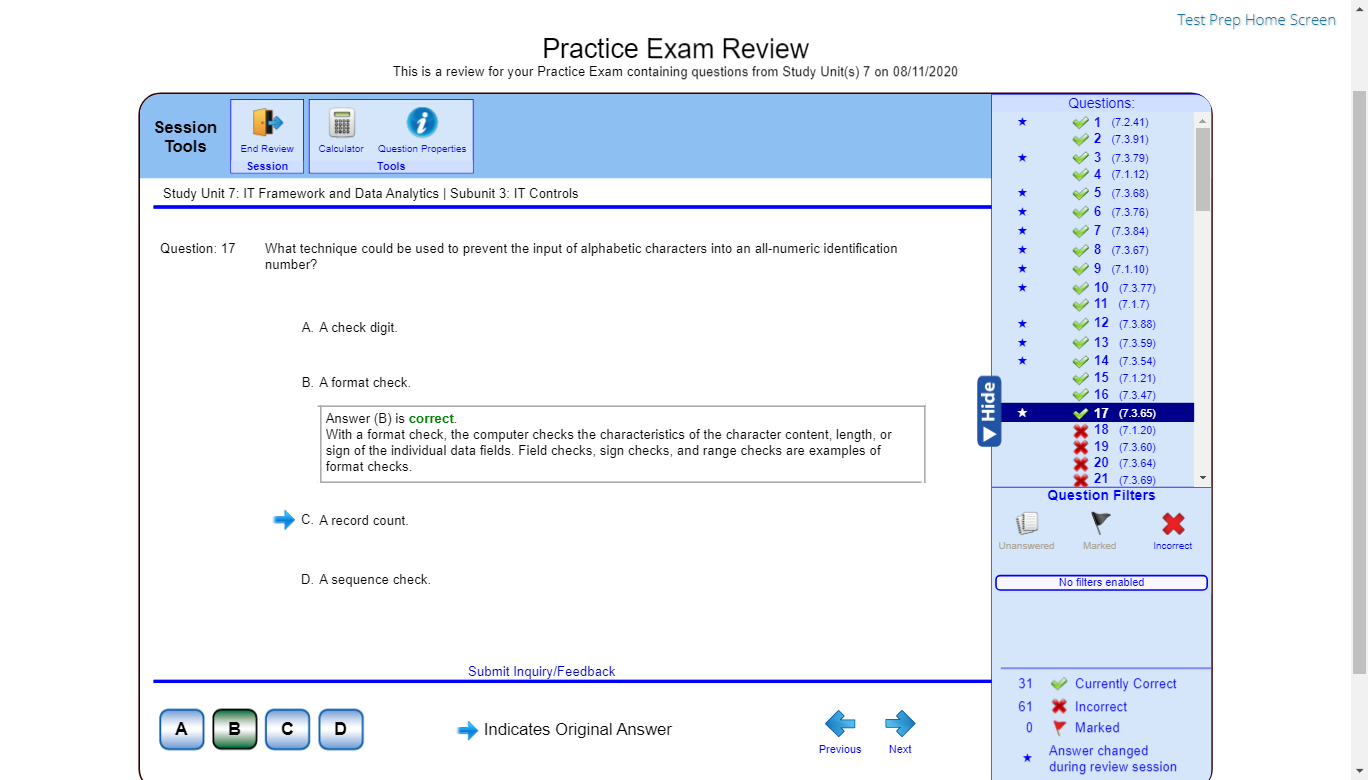 Test Prep Home Screen
Practice Exam Review
This is a review for your Practice Exam containing questions from Study Unit(s) 7 on 08/11/2020
Session
Tools
End Review
Session
Calculator
Question Properties
Tools
Study Unit 7: IT Framework and Data Analytics | Subunit 3: IT Controls
Question: 17
What technique could be used to prevent the input of alphabetic characters into an all-numeric identification
number?
A. A check digit.
B. A format check.
Answer (B) is correct.
With a format check, the computer checks the characteristics of the character content, length, or
sign of the individual data fields. Field checks, sign checks, and range checks are examples of
format checks.
C. A record count.
D. A sequence check.
Submit Inquiry/Feedback
A
B
C
D
Indicates Original Answer
Previous
Next
Hide
Questions:
1 (7.2.41)
2 (7.3.91)
3 (7.3.79)
4 (7.1.12)
5 (7.3.68)
6 (7.3.76)
7 (7.3.84)
8 (7.3.67)
9 (7.1.10)
10 (7.3.77)
11 (7.1.7)
12 (7.3.88)
13 (7.3.59)
14 (7.3.54)
15 (7.1.21)
16 (7.3.47)
17 (7.3.65)
18 (7.1.20)
19 (7.3.60)
20 (7.3.64)
21 (7.3.69)
Question Filters
Unanswered
Marked
Incorrect
No filters enabled
31 Currently Correct
61 Incorrect
0 Marked
Answer changed
during review session